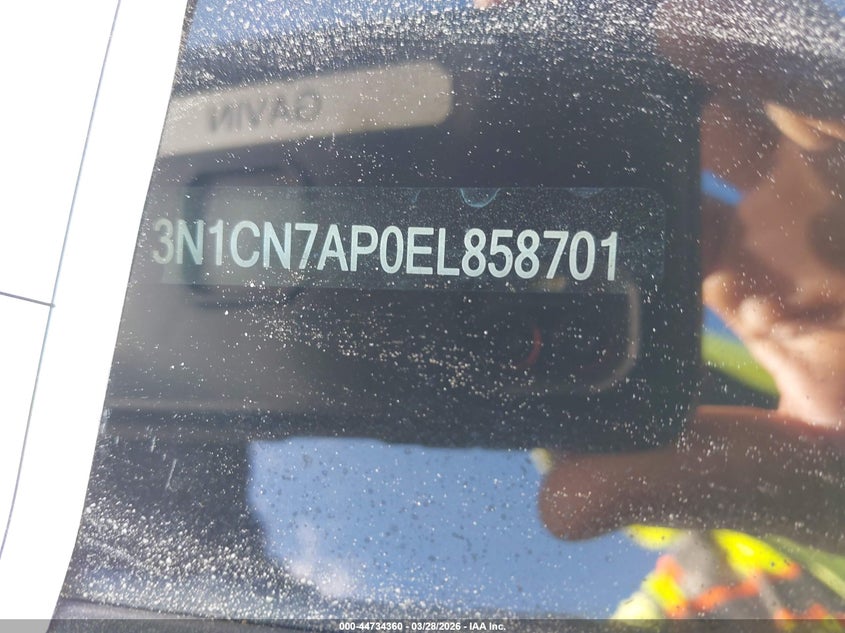 GAVIN
3N1CN7AP0EL858701
000-44734360 | 03/28/2026 - IAA Inc.